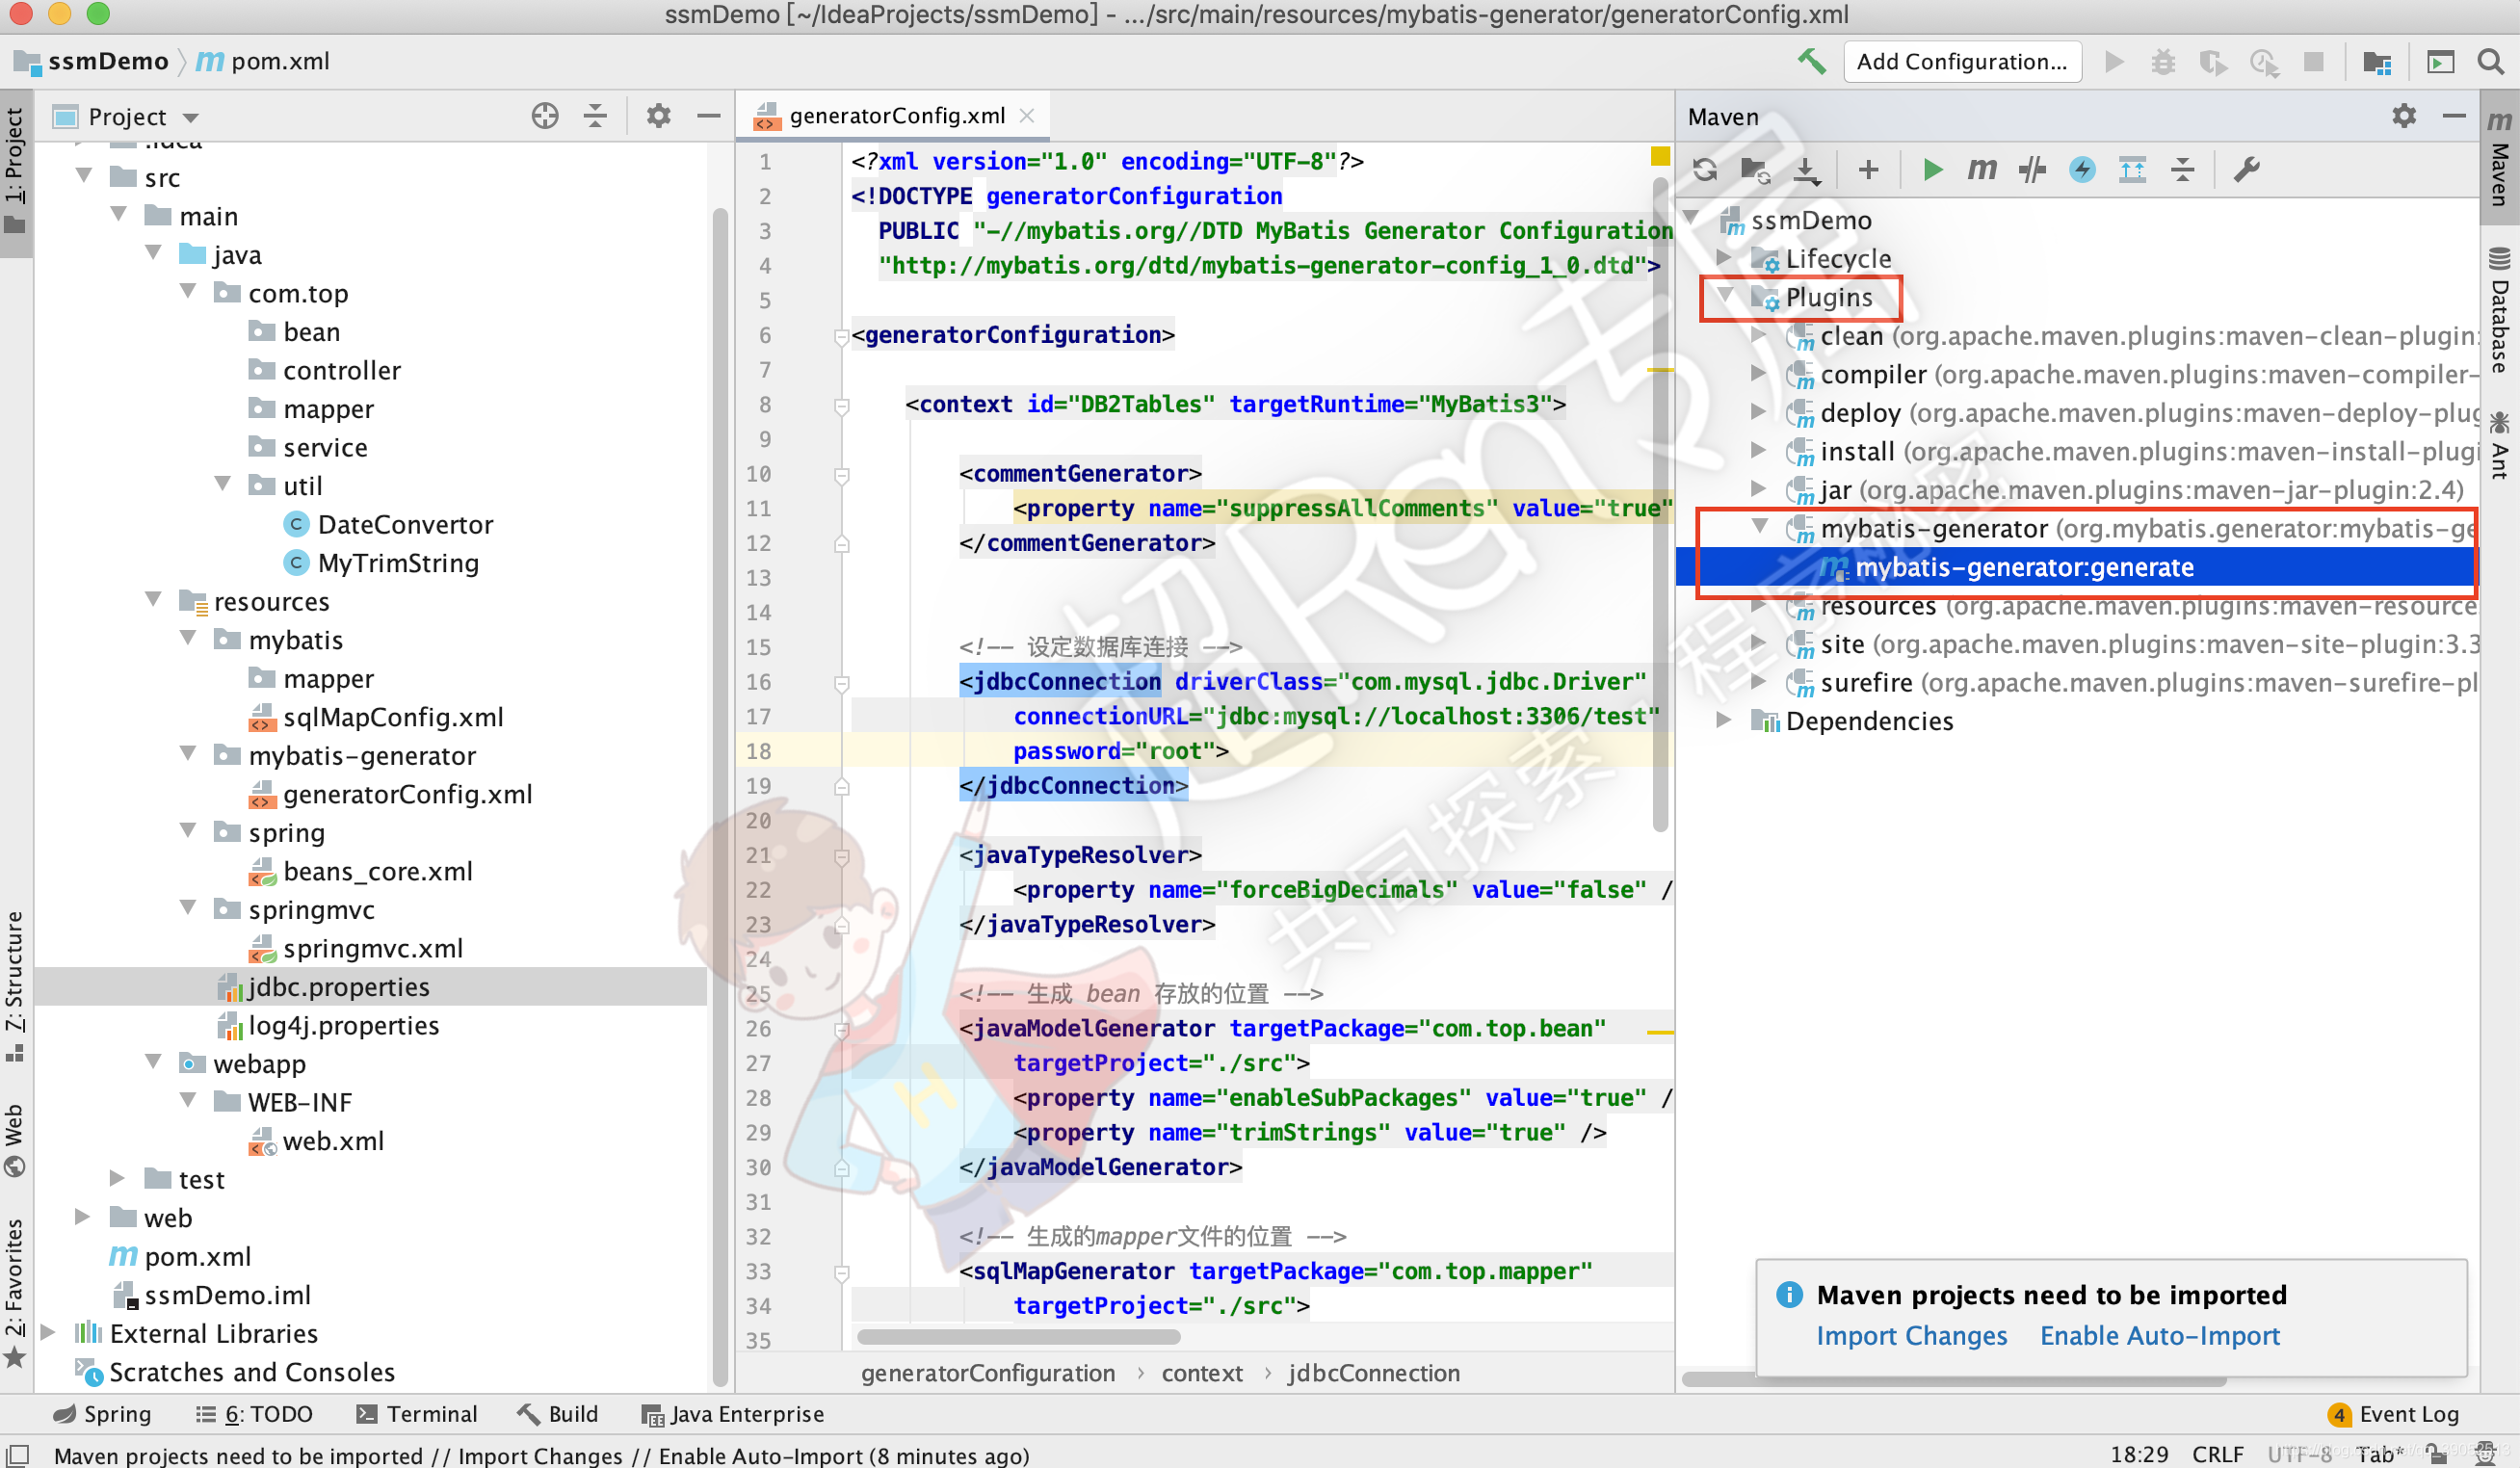 ssmDemo [~/IdeaProjects/ssmDemo] - .../src/main/resources/mybatis-generator/generatorConfig.xml
ssmDemo
pom.xml
Add Configuration...
1: Project
Z: Structure
Web
2: Favorites
Project
.idea
src
main
java
com.top
bean
controller
mapper
service
util
DateConvertor
MyTrimString
resources
mybatis
mapper
sqlMapConfig.xml
mybatis-generator
generatorConfig.xml
spring
beans_core.xml
springmvc
springmvc.xml
jdbc.properties
log4j.properties
webapp
WEB-INF
web.xml
test
web
pom.xml
ssmDemo.iml
External Libraries
Scratches and Consoles
generatorConfig.xml
1 <?xml version="1.0" encoding="UTF-8"?>
2 <!DOCTYPE generatorConfiguration
3 PUBLIC "-//mybatis.org//DTD MyBatis Generator Configuration
4 "http://mybatis.org/dtd/mybatis-generator-config_1_0.dtd">
5
6 <generatorConfiguration>
7
8 <context id="DB2Tables" targetRuntime="MyBatis3">
9
10 <commentGenerator>
11 <property name="suppressAllComments" value="true"
12 </commentGenerator>
13
14
15 <!-- 设定数据库连接 -->
16 <jdbcConnection driverClass="com.mysql.jdbc.Driver"
17 connectionURL="jdbc:mysql://localhost:3306/test"
18 password="root">
19 </jdbcConnection>
20
21 <javaTypeResolver>
22 <property name="forceBigDecimals" value="false" /
23 </javaTypeResolver>
24
25 <!-- 生成 bean 存放的位置 -->
26 <javaModelGenerator targetPackage="com.top.bean"
27 targetProject="./src">
28 <property name="enableSubPackages" value="true" /
29 <property name="trimStrings" value="true" />
30 </javaModelGenerator>
31
32 <!-- 生成的mapper文件的位置 -->
33 <sqlMapGenerator targetPackage="com.top.mapper"
34 targetProject="./src">
35
generatorConfiguration › context › jdbcConnection
Maven
ssmDemo
Lifecycle
Plugins
clean (org.apache.maven.plugins:maven-clean-plugin:
compiler (org.apache.maven.plugins:maven-compiler-
deploy (org.apache.maven.plugins:maven-deploy-plug
install (org.apache.maven.plugins:maven-install-plugi
jar (org.apache.maven.plugins:maven-jar-plugin:2.4)
mybatis-generator (org.mybatis.generator:mybatis-ge
mybatis-generator:generate
resources (org.apache.maven.plugins:maven-resource
site (org.apache.maven.plugins:maven-site-plugin:3.3
surefire (org.apache.maven.plugins:maven-surefire-pl
Dependencies
Maven
Database
Ant
超Ran专属
共同探索
程序秘密
H
Maven projects need to be imported
Import Changes Enable Auto-Import
Spring
6: TODO
Terminal
Build
Java Enterprise
4 Event Log
Maven projects need to be imported // Import Changes // Enable Auto-Import (8 minutes ago)
18:29 CRLF UTF-8 Tab*